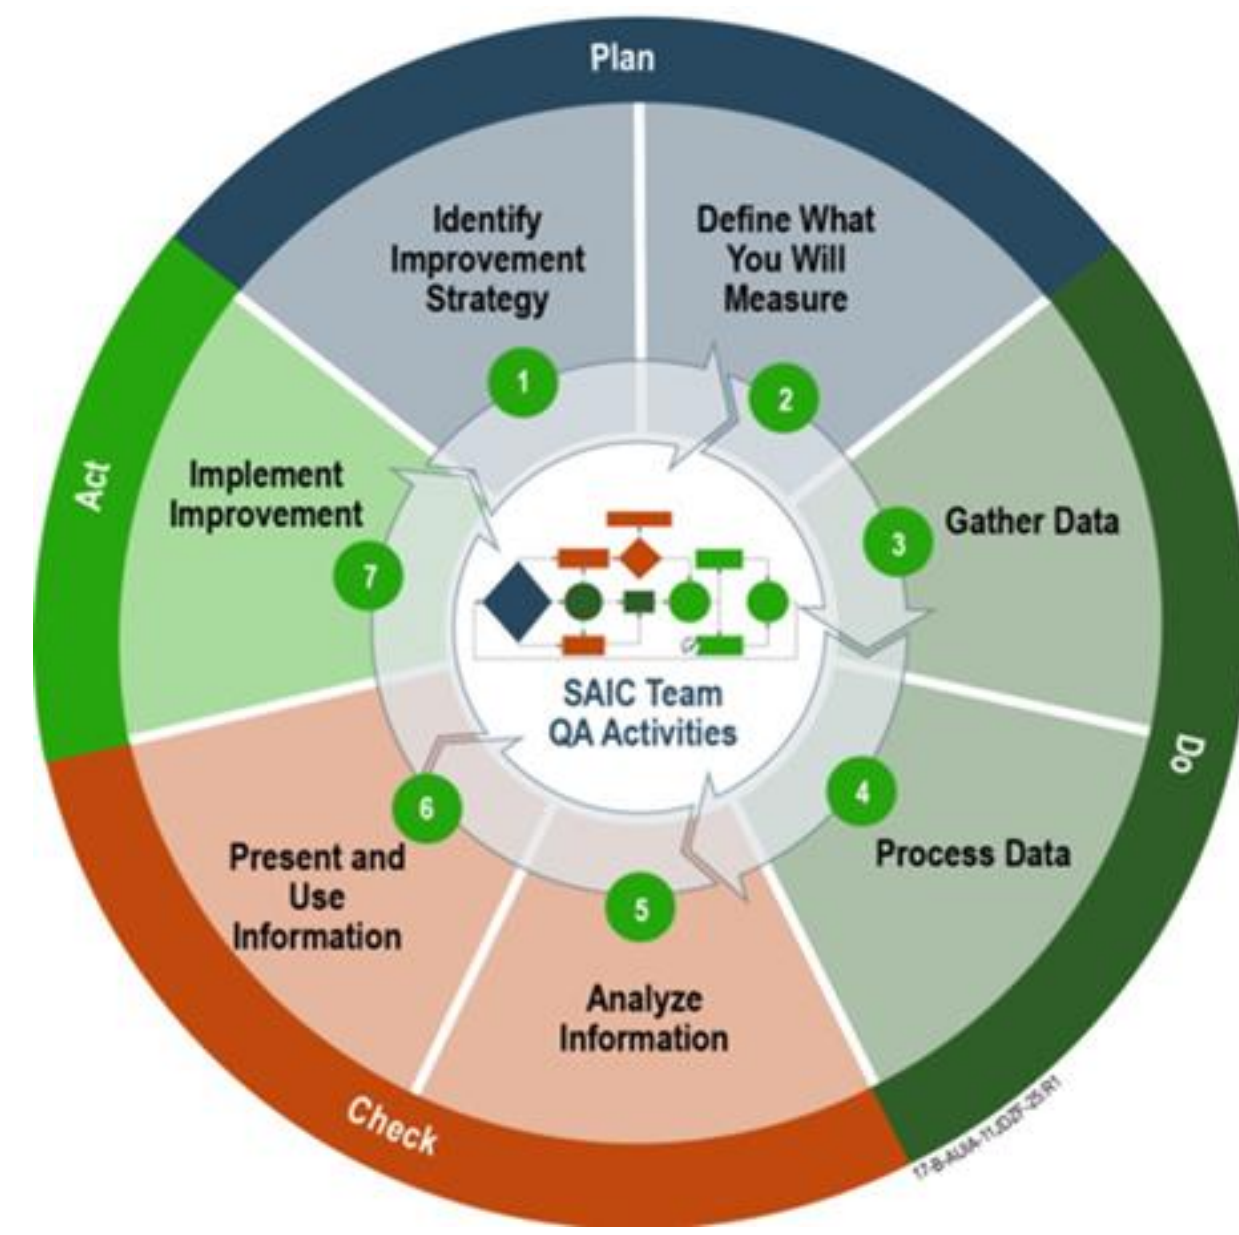 Plan
Identify
Improvement
Strategy
1
Define What
You Will
Measure
2
Do
Gather Data
3
Process Data
4
Check
Analyze
Information
5
Present and
Use
Information
6
Act
Implement
Improvement
7
SAIC Team
QA Activities